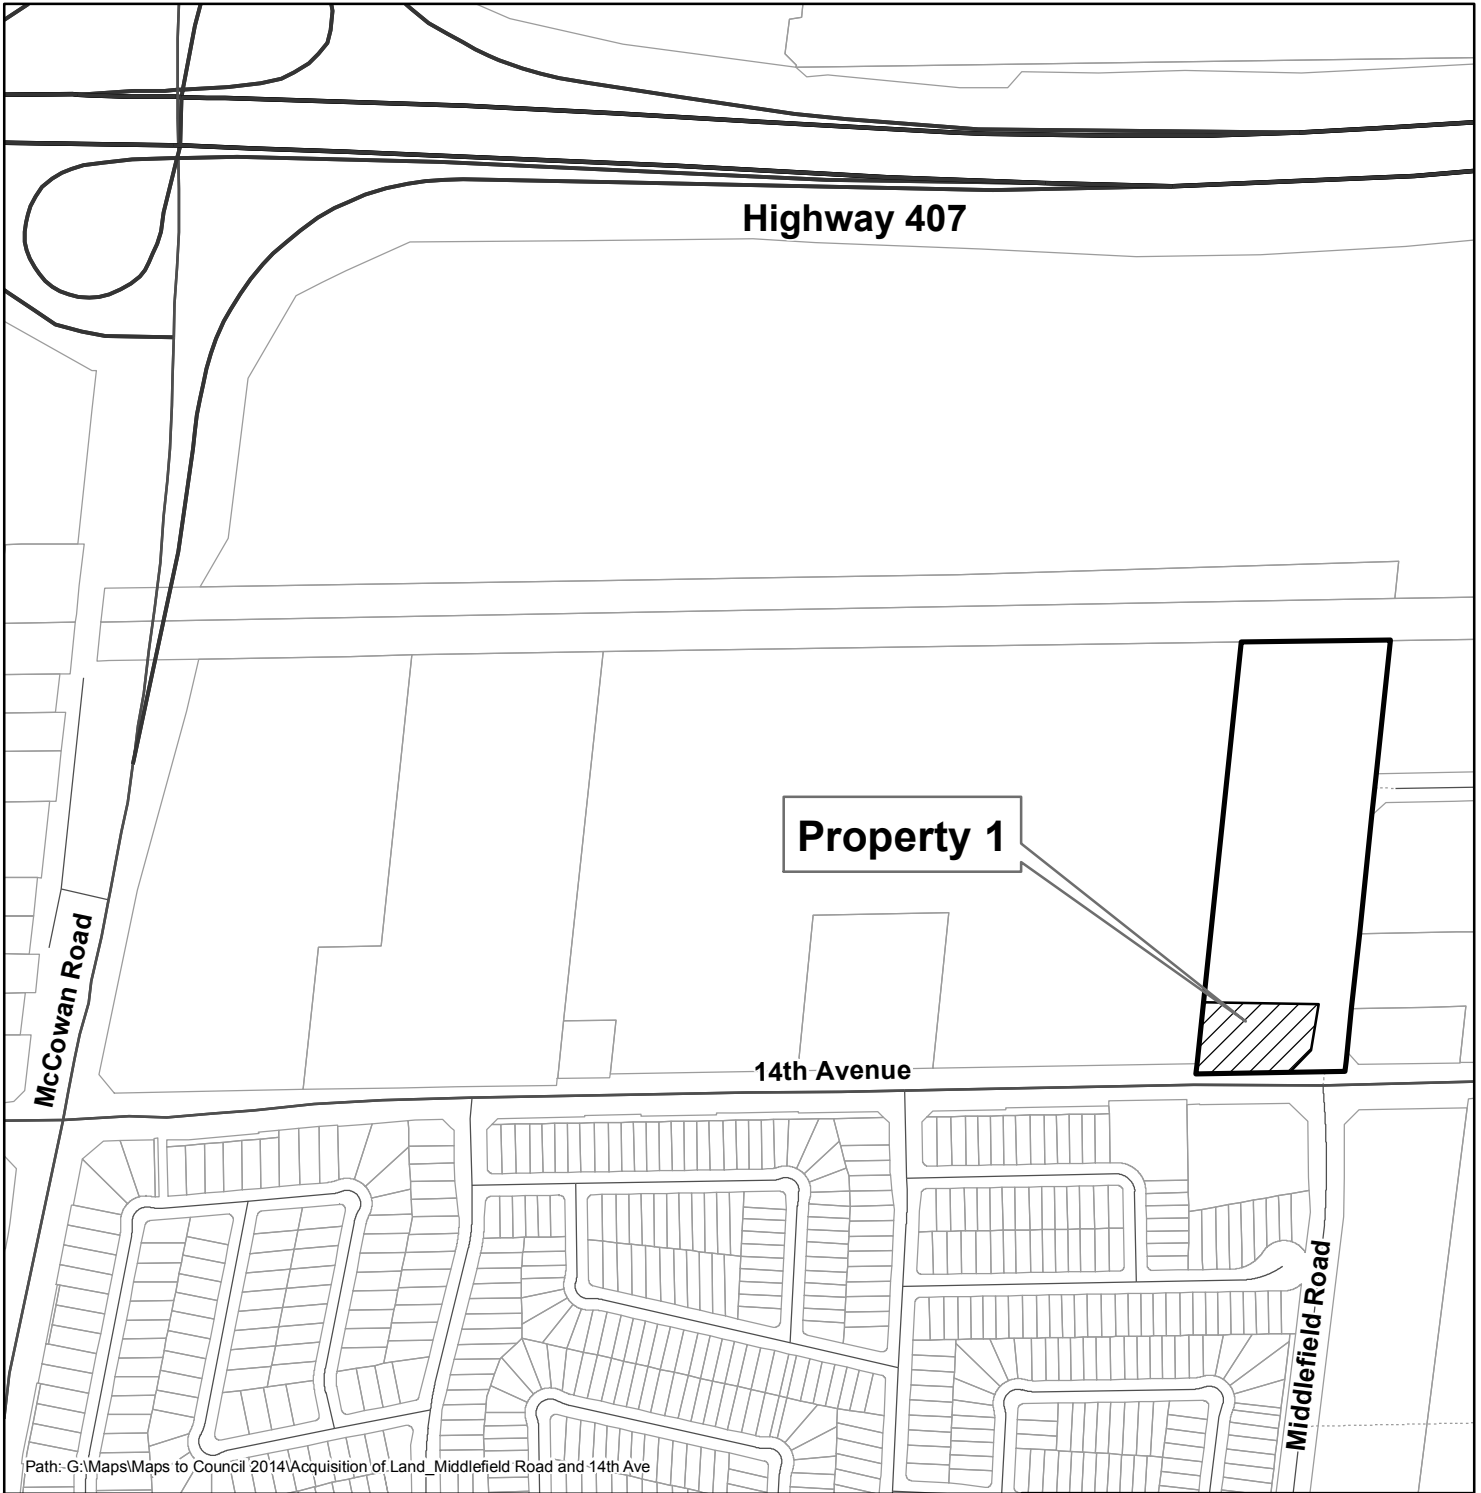 Highway 407
Property 1
McCowan Road
14th Avenue
Middlefield Road
Path: G:\Maps\Maps to Council 2014\Acquisition of Land_Middlefield Road and 14th Ave